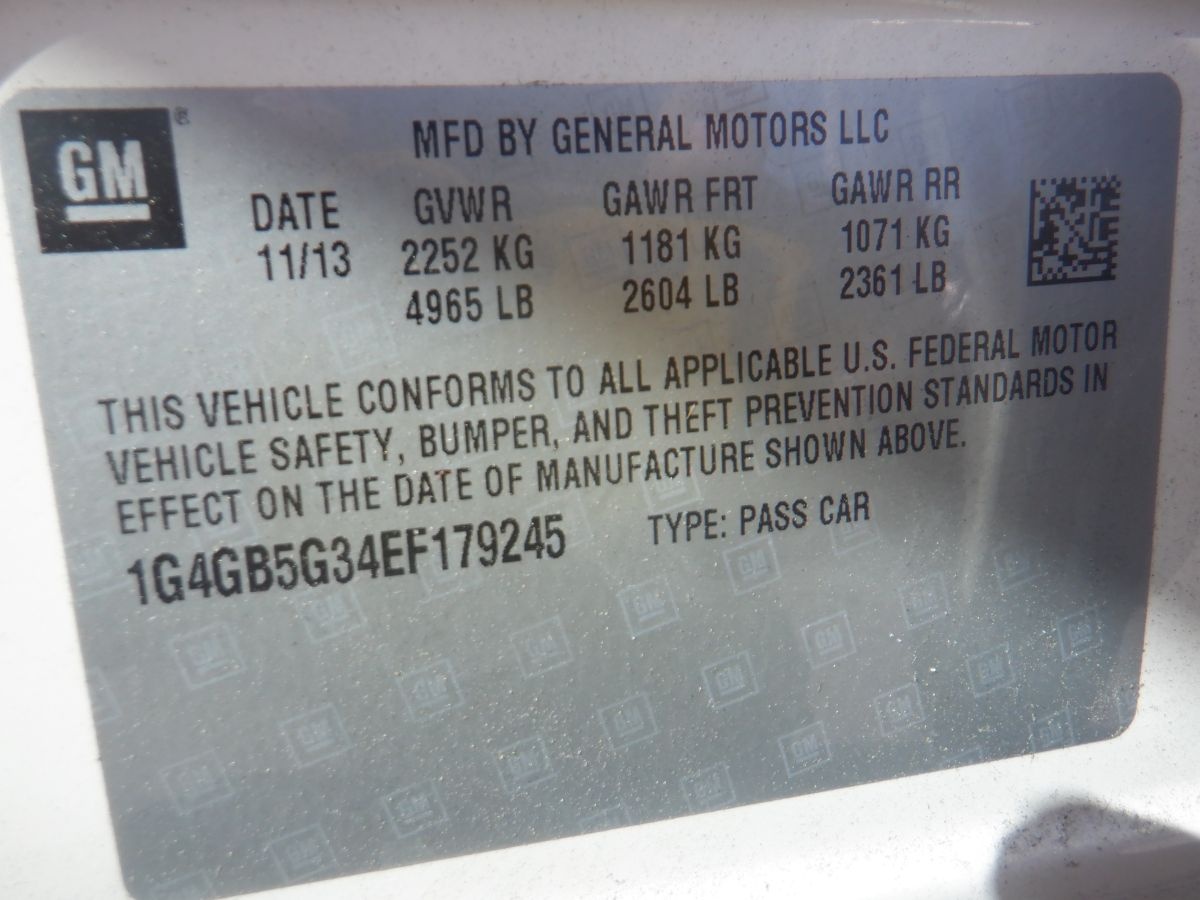 GM®
MFD BY GENERAL MOTORS LLC
DATE GVWR GAWR FRT GAWR RR
11/13 2252 KG 1181 KG 1071 KG
4965 LB 2604 LB 2361 LB
THIS VEHICLE CONFORMS TO ALL APPLICABLE U.S. FEDERAL MOTOR
VEHICLE SAFETY, BUMPER, AND THEFT PREVENTION STANDARDS IN
EFFECT ON THE DATE OF MANUFACTURE SHOWN ABOVE.
1G4GB5G34EF179245 TYPE: PASS CAR